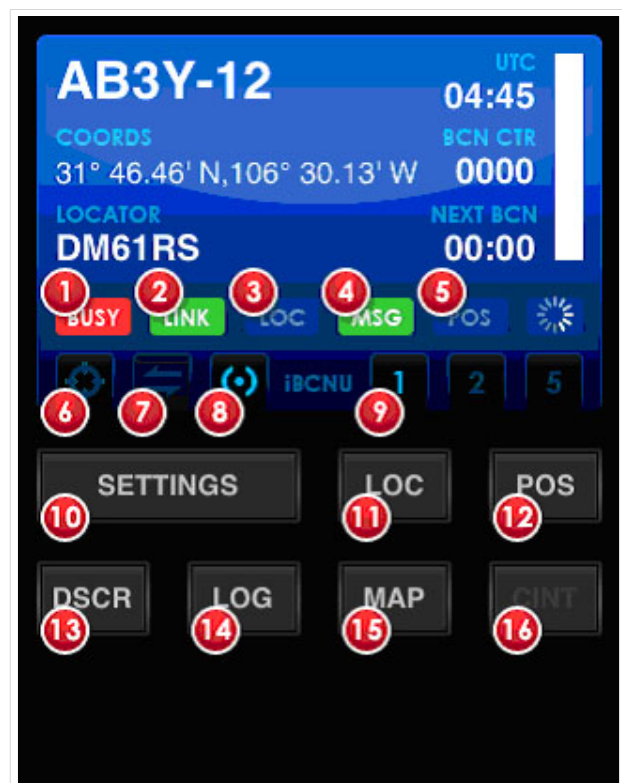 AB3Y-12
UTC
04:45
COORDS
BCN CTR
31° 46.46' N,106° 30.13' W
0000
LOCATOR
NEXT BCN
DM61RS
00:00
1 2 3 4 5
BUSY LINK LOC MSG POS
iBCNU 1 2 5
6 7 8 9
SETTINGS LOC POS
10 11 12
DSCR LOG MAP CINT
13 14 15 16